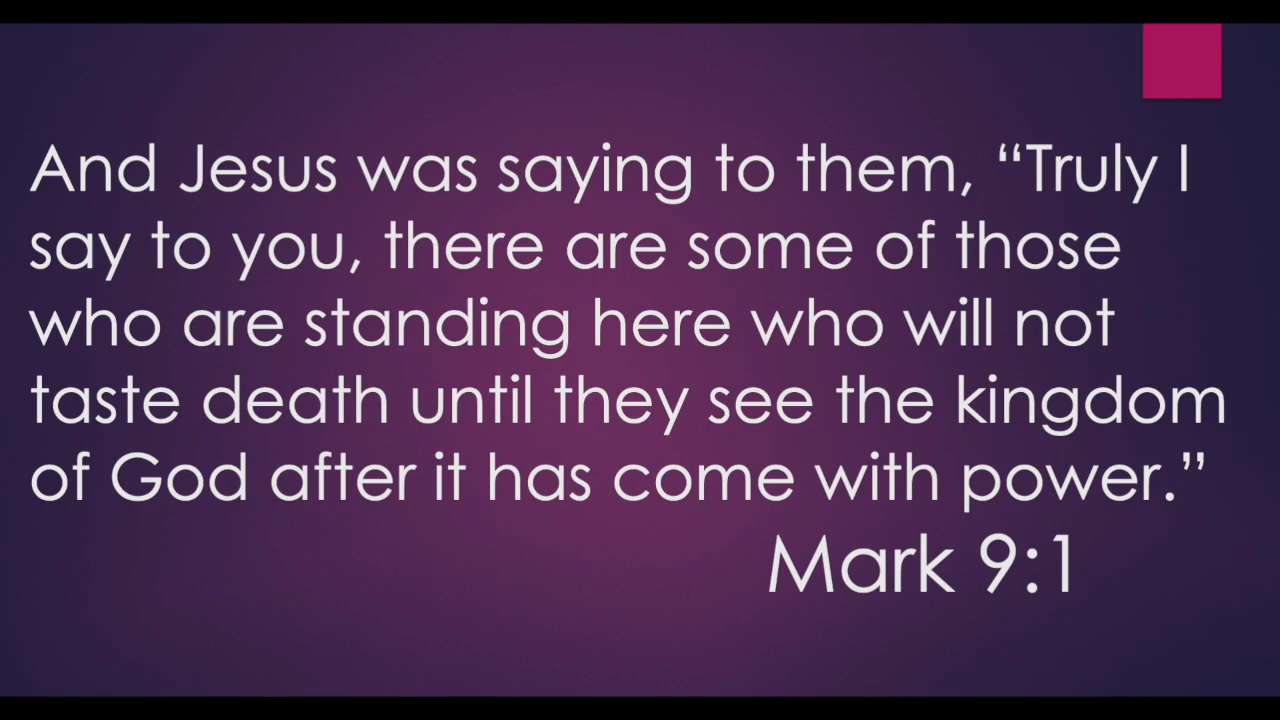 And Jesus was saying to them, “Truly I
say to you, there are some of those
who are standing here who will not
taste death until they see the kingdom
of God after it has come with power.”
Mark 9:1